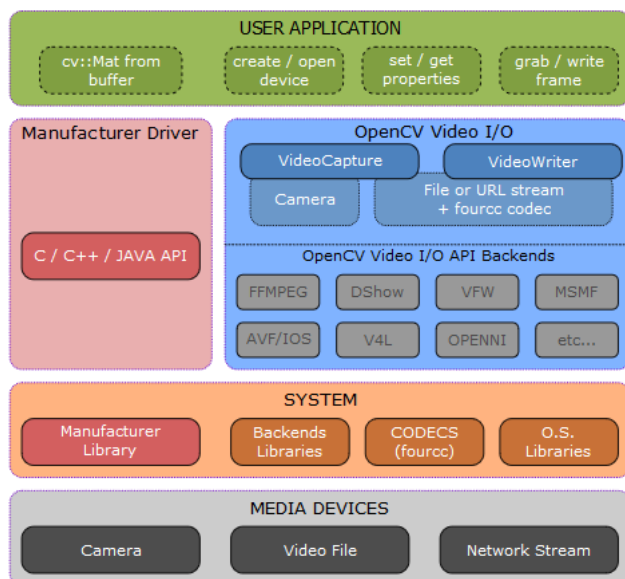 USER APPLICATION
cv::Mat from
buffer
create / open
device
set / get
properties
grab / write
frame
Manufacturer Driver
C / C++ / JAVA API
OpenCV Video I/O
VideoCapture
VideoWriter
Camera
File or URL stream
+ fourcc codec
OpenCV Video I/O API Backends
FFMPEG
DShow
VFW
MSMF
AVF/IOS
V4L
OPENNI
etc...
SYSTEM
Manufacturer
Library
Backends
Libraries
CODECS
(fourcc)
O.S.
Libraries
MEDIA DEVICES
Camera
Video File
Network Stream